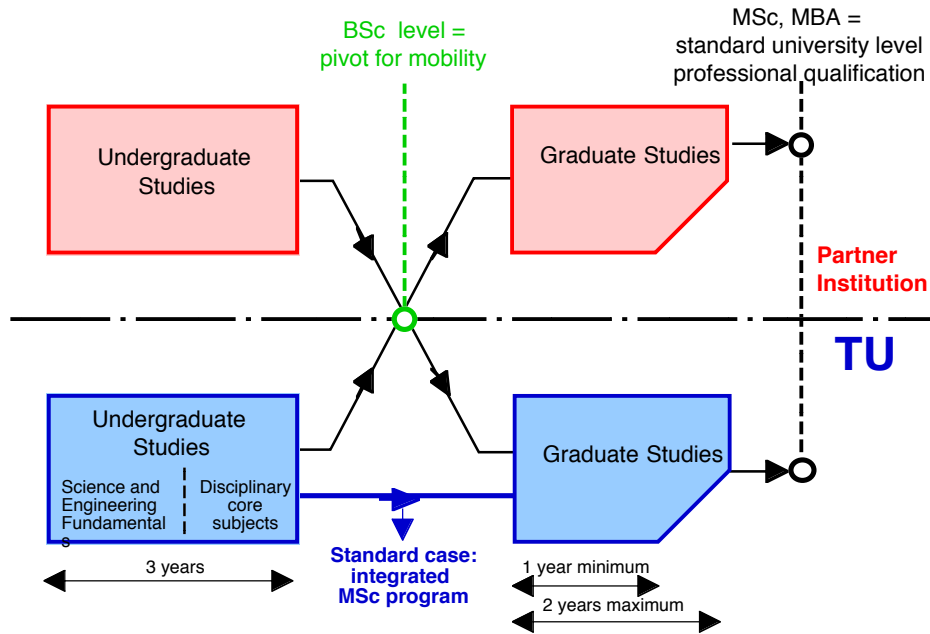 BSc level =
pivot for mobility
MSc, MBA =
standard university level
professional qualification
Undergraduate
Studies
Graduate Studies
Partner
Institution
TU
Undergraduate
Studies
Science and
Engineering
Fundamental
s
Disciplinary
core
subjects
Graduate Studies
Standard case:
integrated
MSc program
3 years
1 year minimum
2 years maximum